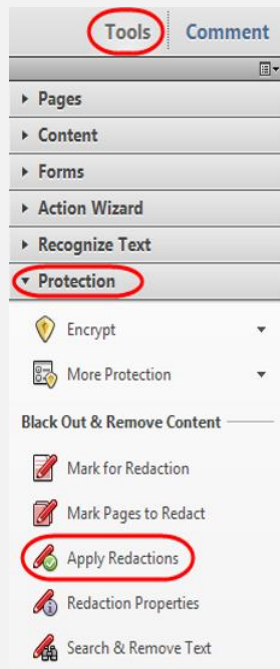 Tools Comment
Pages
Content
Forms
Action Wizard
Recognize Text
Protection
Encrypt
More Protection
Black Out & Remove Content
Mark for Redaction
Mark Pages to Redact
Apply Redactions
Redaction Properties
Search & Remove Text